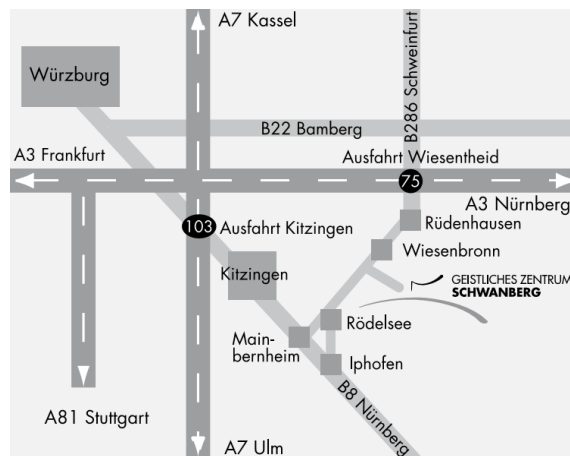 A7 Kassel
Würzburg
B286 Schweinfurt
B22 Bamberg
A3 Frankfurt
Ausfahrt Wiesentheid
75
A3 Nürnberg
103
Ausfahrt Kitzingen
Rüdenhausen
Wiesenbronn
Kitzingen
GEISTLICHES ZENTRUM
SCHWANBERG
Rödelsee
Main-
bernheim
Iphofen
B8 Nürnberg
A81 Stuttgart
A7 Ulm